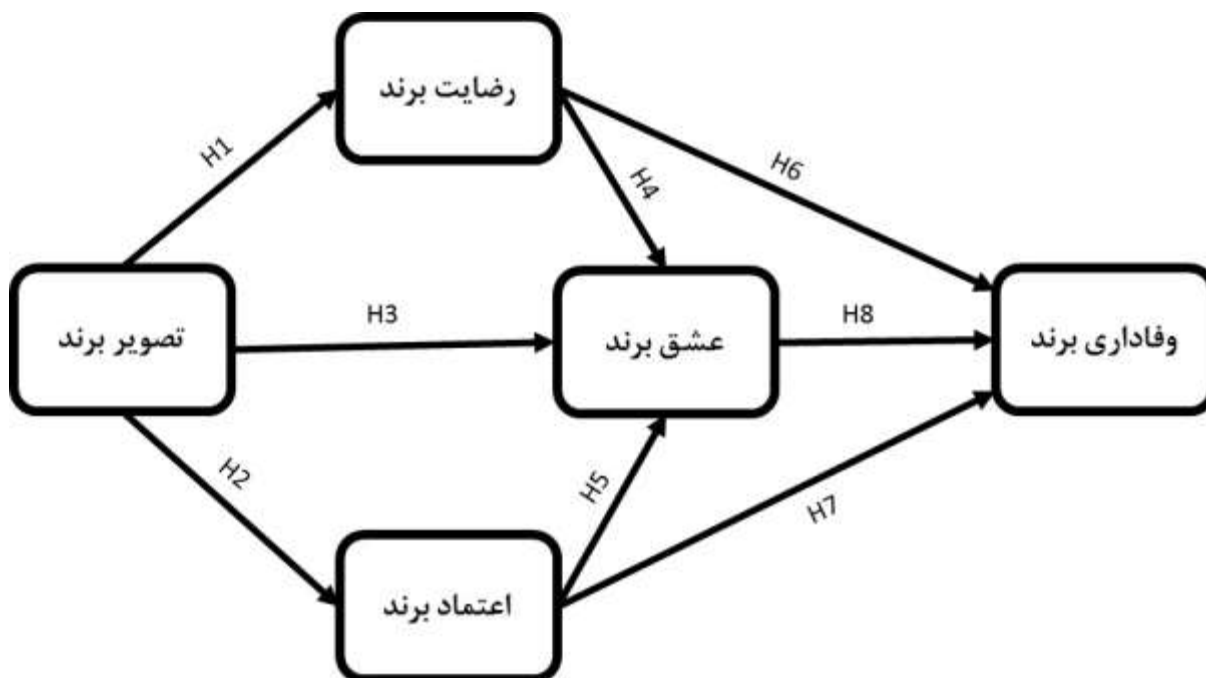 رضایت برند
H1
H4
H6
تصویر برند
H3
عشق برند
H8
وفاداری برند
H2
H5
H7
اعتماد برند